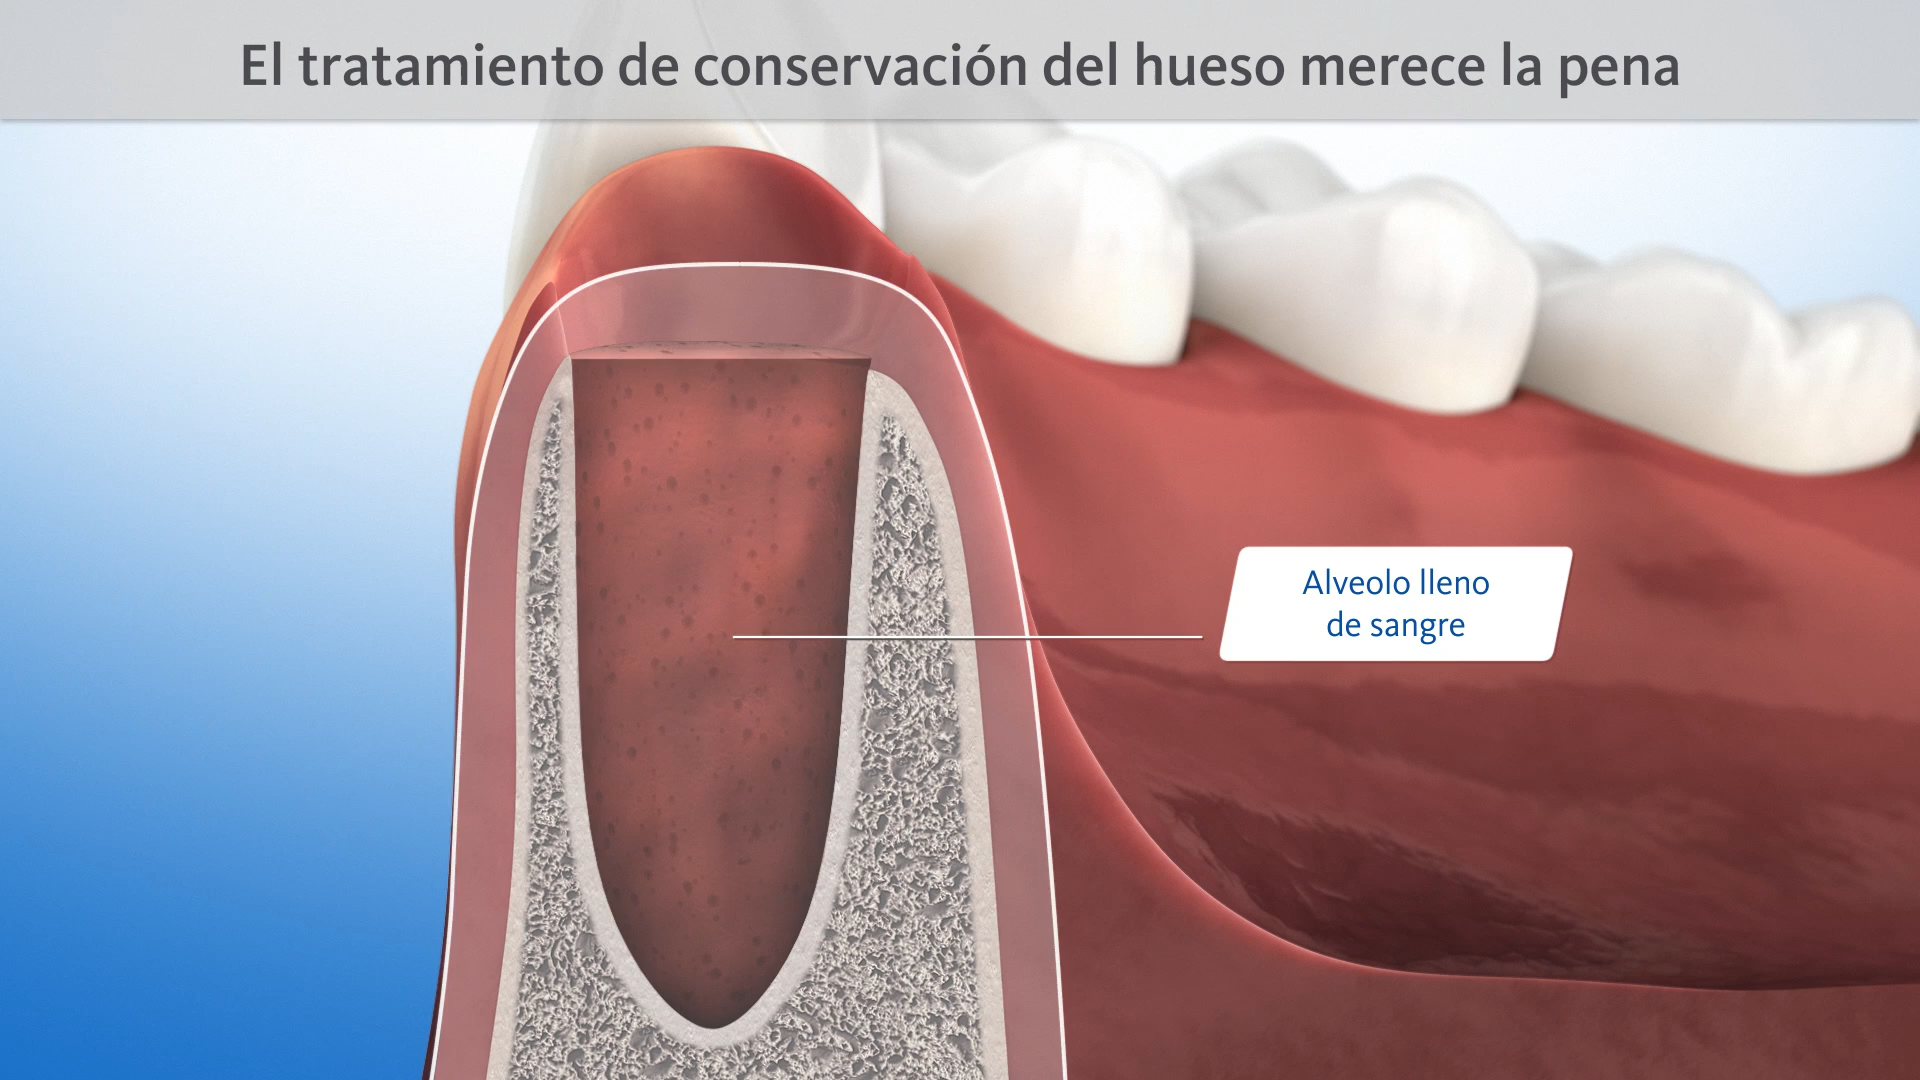 El tratamiento de conservación del hueso merece la pena
Alveolo lleno
de sangre